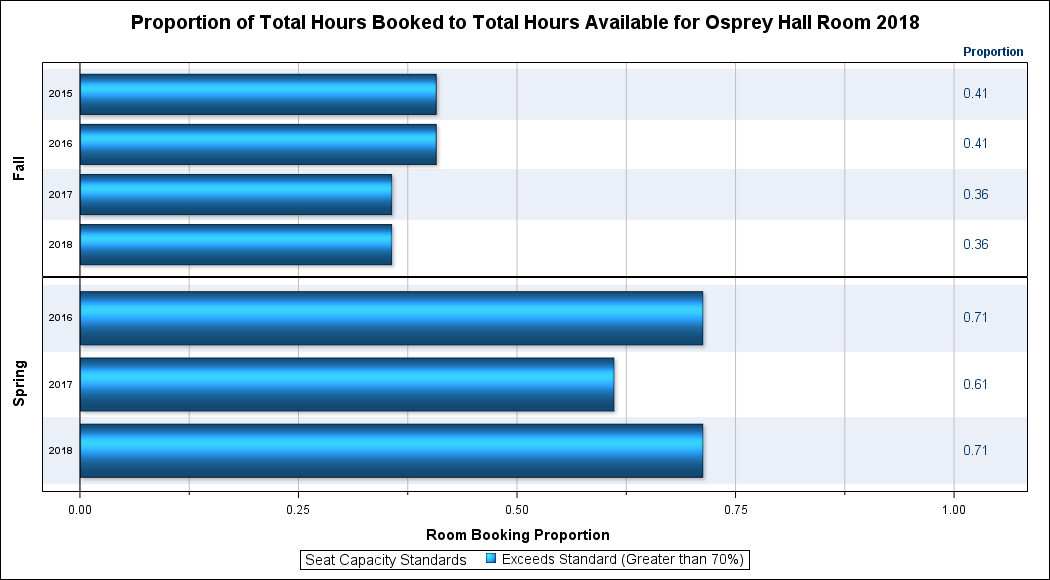 Proportion of Total Hours Booked to Total Hours Available for Osprey Hall Room 2018
Proportion
Fall
2015 0.41
2016 0.41
2017 0.36
2018 0.36
Spring
2016 0.71
2017 0.61
2018 0.71
0.00 0.25 0.50 0.75 1.00
Room Booking Proportion
Seat Capacity Standards Exceeds Standard (Greater than 70%)